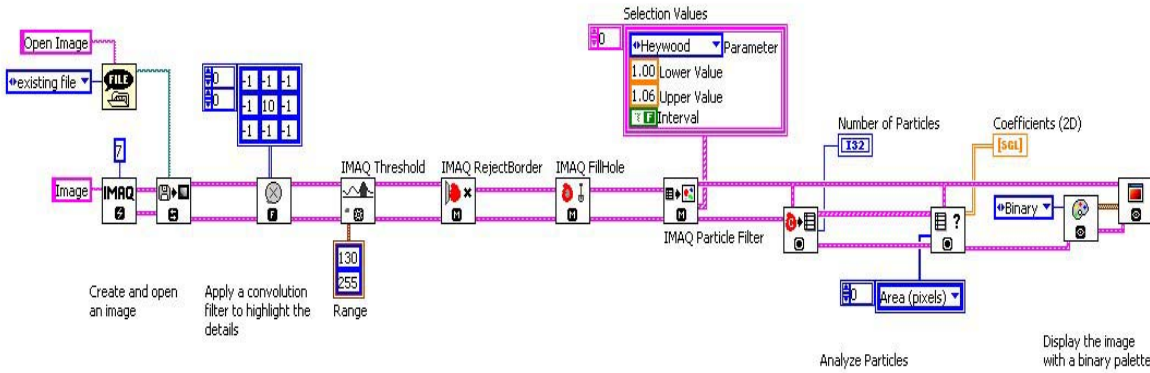 Selection Values
0
Heywood Parameter
1.00 Lower Value
1.06 Upper Value
F Interval
Open Image
existing file
FILE
0
0
-1 -1 -1
-1 10 -1
-1 -1 -1
7
Image
IMAQ
F
IMAQ Threshold
130
255
Range
IMAQ RejectBorder
M
IMAQ FillHole
M
M
IMAQ Particle Filter
Number of Particles
I32
C
Coefficients (2D)
[SGL]
?
0
Area (pixels)
Binary
Create and open
an image
Apply a convolution
filter to highlight the
details
Analyze Particles
Display the image
with a binary palette